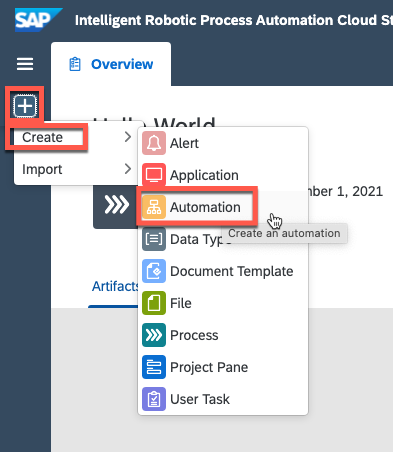 SAP Intelligent Robotic Process Automation Cloud St
Overview
Hello World
Create
Import
Alert
Application
Automation
mber 1, 2021
Create an automation
Data Type
Document Template
Artifacts
File
Process
Project Pane
User Task